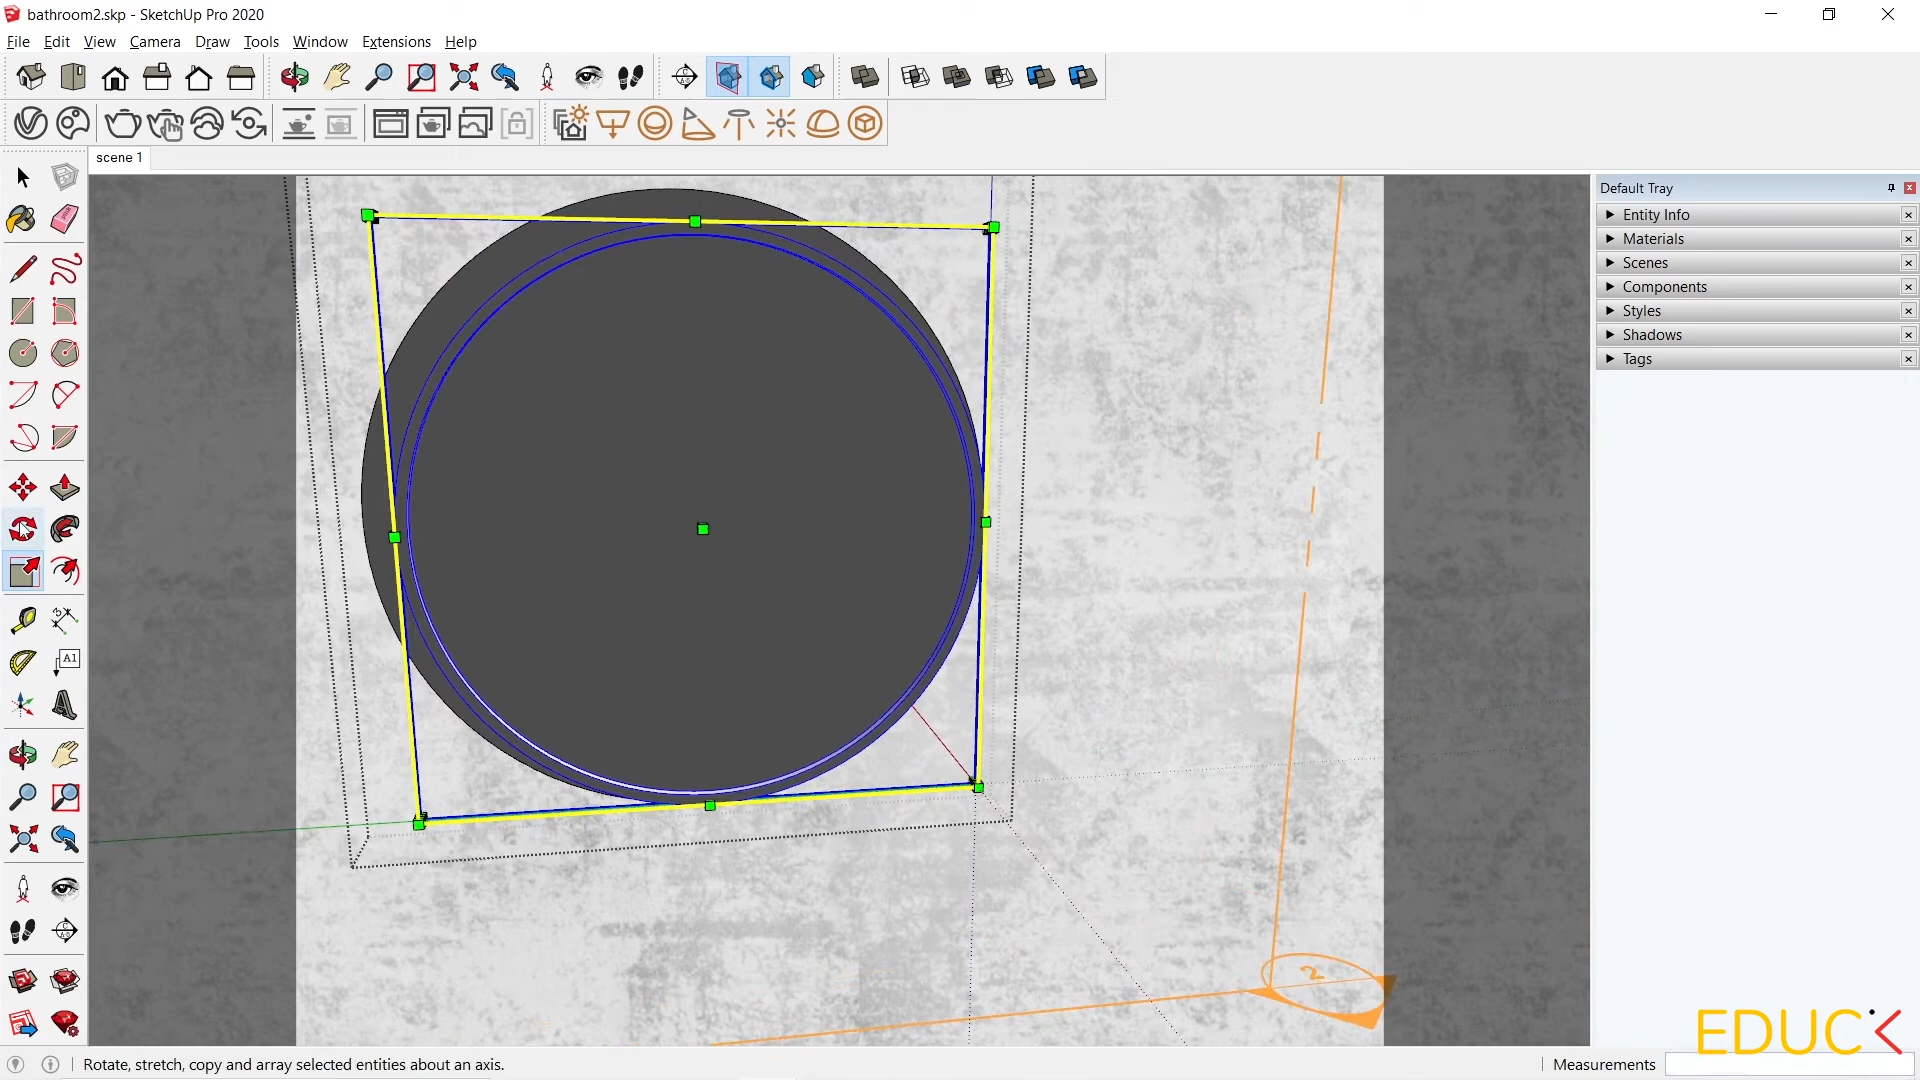 bathroom2.skp - SketchUp Pro 2020
File Edit View Camera Draw Tools Window Extensions Help
scene 1
Default Tray
Entity Info
Materials
Scenes
Components
Styles
Shadows
Tags
A1
2
EDUC
Rotate, stretch, copy and array selected entities about an axis.
Measurements